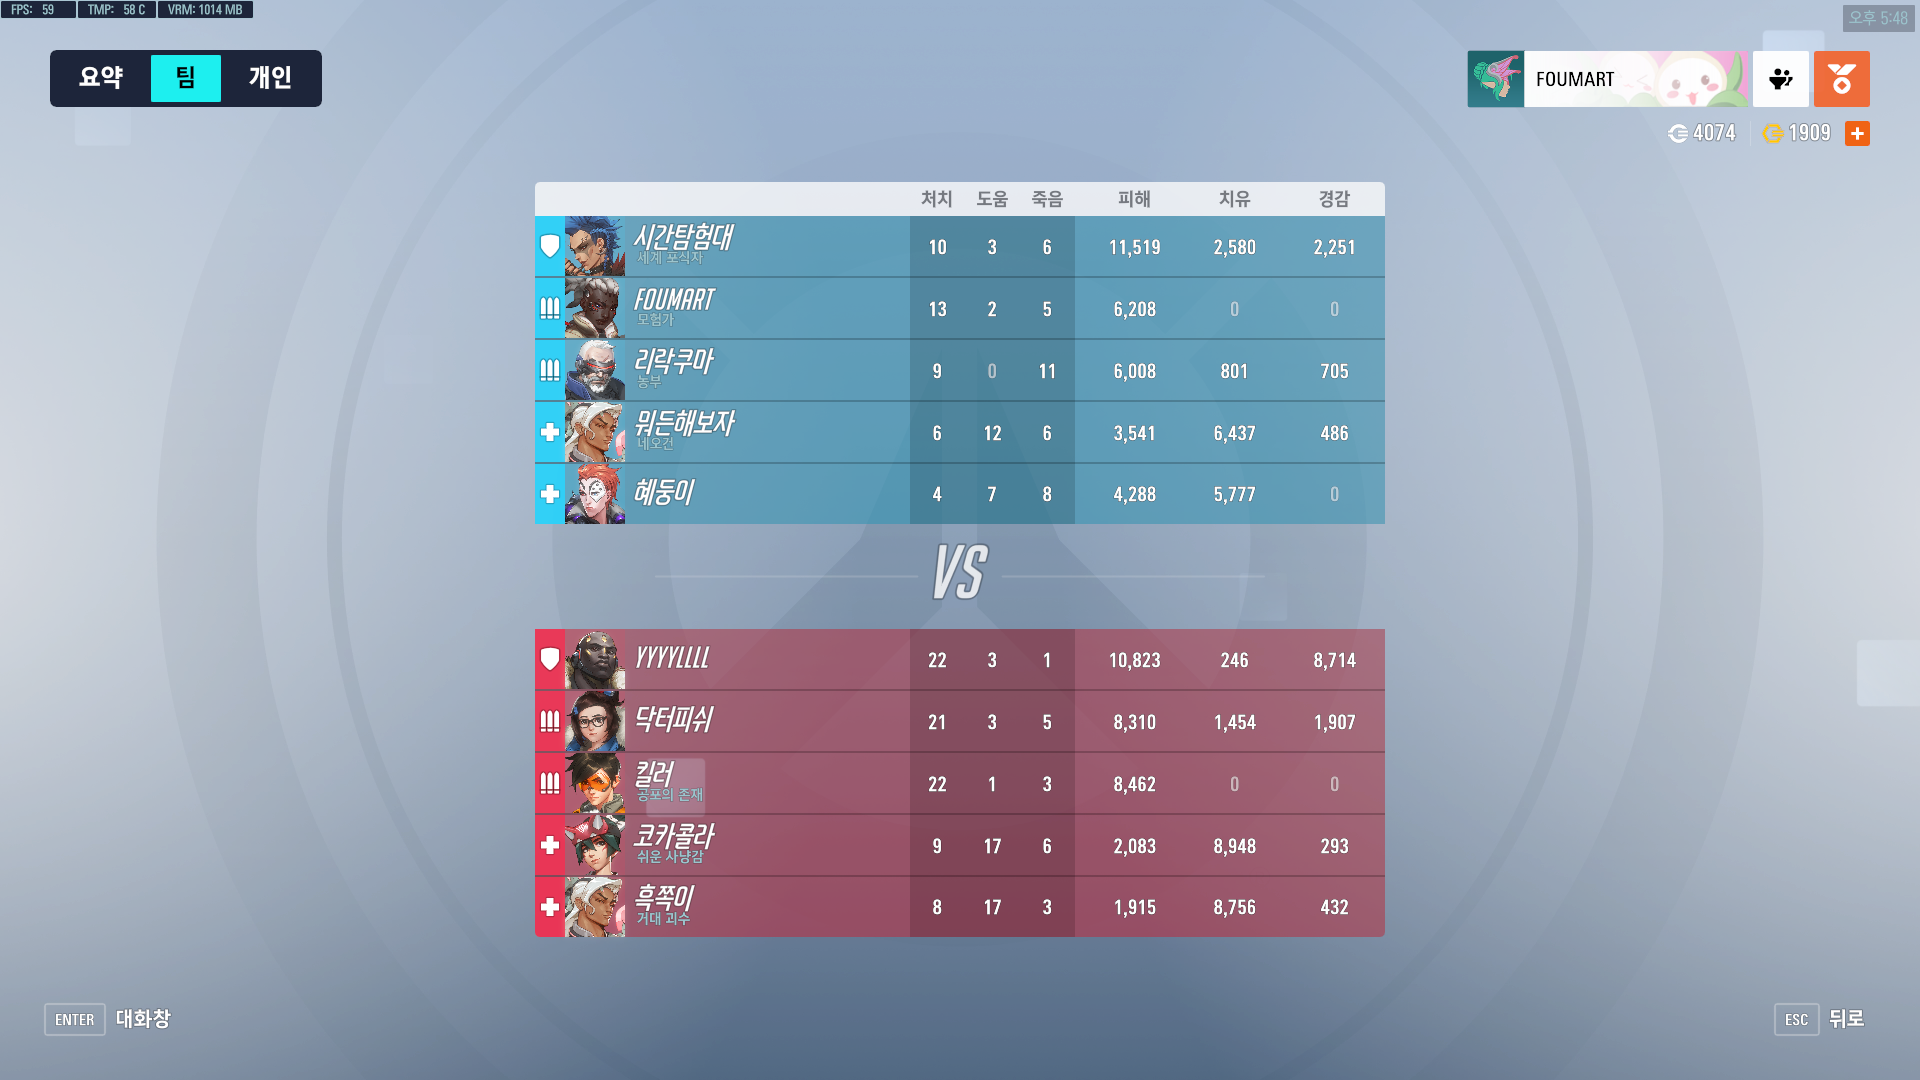 FPS: 59 TMP: 58 C VRM: 1014 MB
오후 5:48
요약 팀 개인
FOUMART
4074 1909 +
처치 도움 죽음 피해 치유 경감
시간탐험대 10 3 6 11,519 2,580 2,251
세계 포식자
FOUMART 13 2 5 6,208 0 0
모험가
리락쿠마 9 0 11 6,008 801 705
농부
뭐든해보자 6 12 6 3,541 6,437 486
네오건
혜둥이 4 7 8 4,288 5,777 0
VS
YYYYLLLL 22 3 1 10,823 246 8,714
닥터피쉬 21 3 5 8,310 1,454 1,907
킬러 22 1 3 8,462 0 0
공포의 존재
코카콜라 9 17 6 2,083 8,948 293
쉬운 사냥감
흑쪽이 8 17 3 1,915 8,756 432
거대 괴수
ENTER 대화창
ESC 뒤로